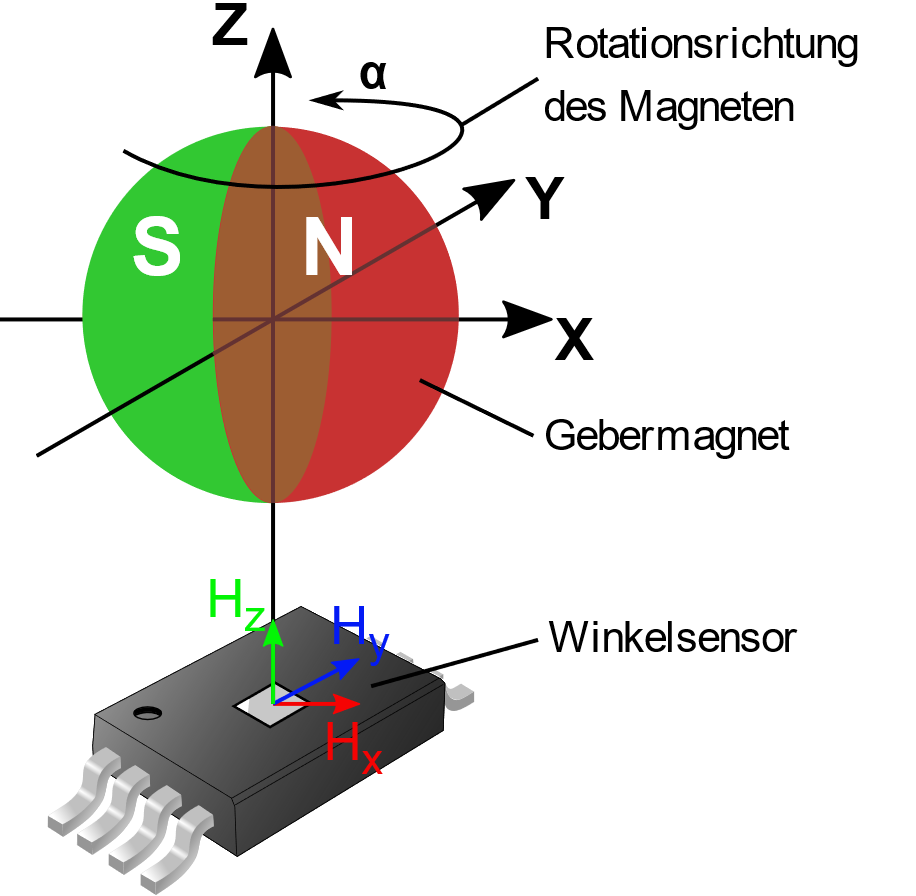 Z
α
Rotationsrichtung
des Magneten
Y
S
N
X
Gebermagnet
Hz
Hy
Winkelsensor
Hx